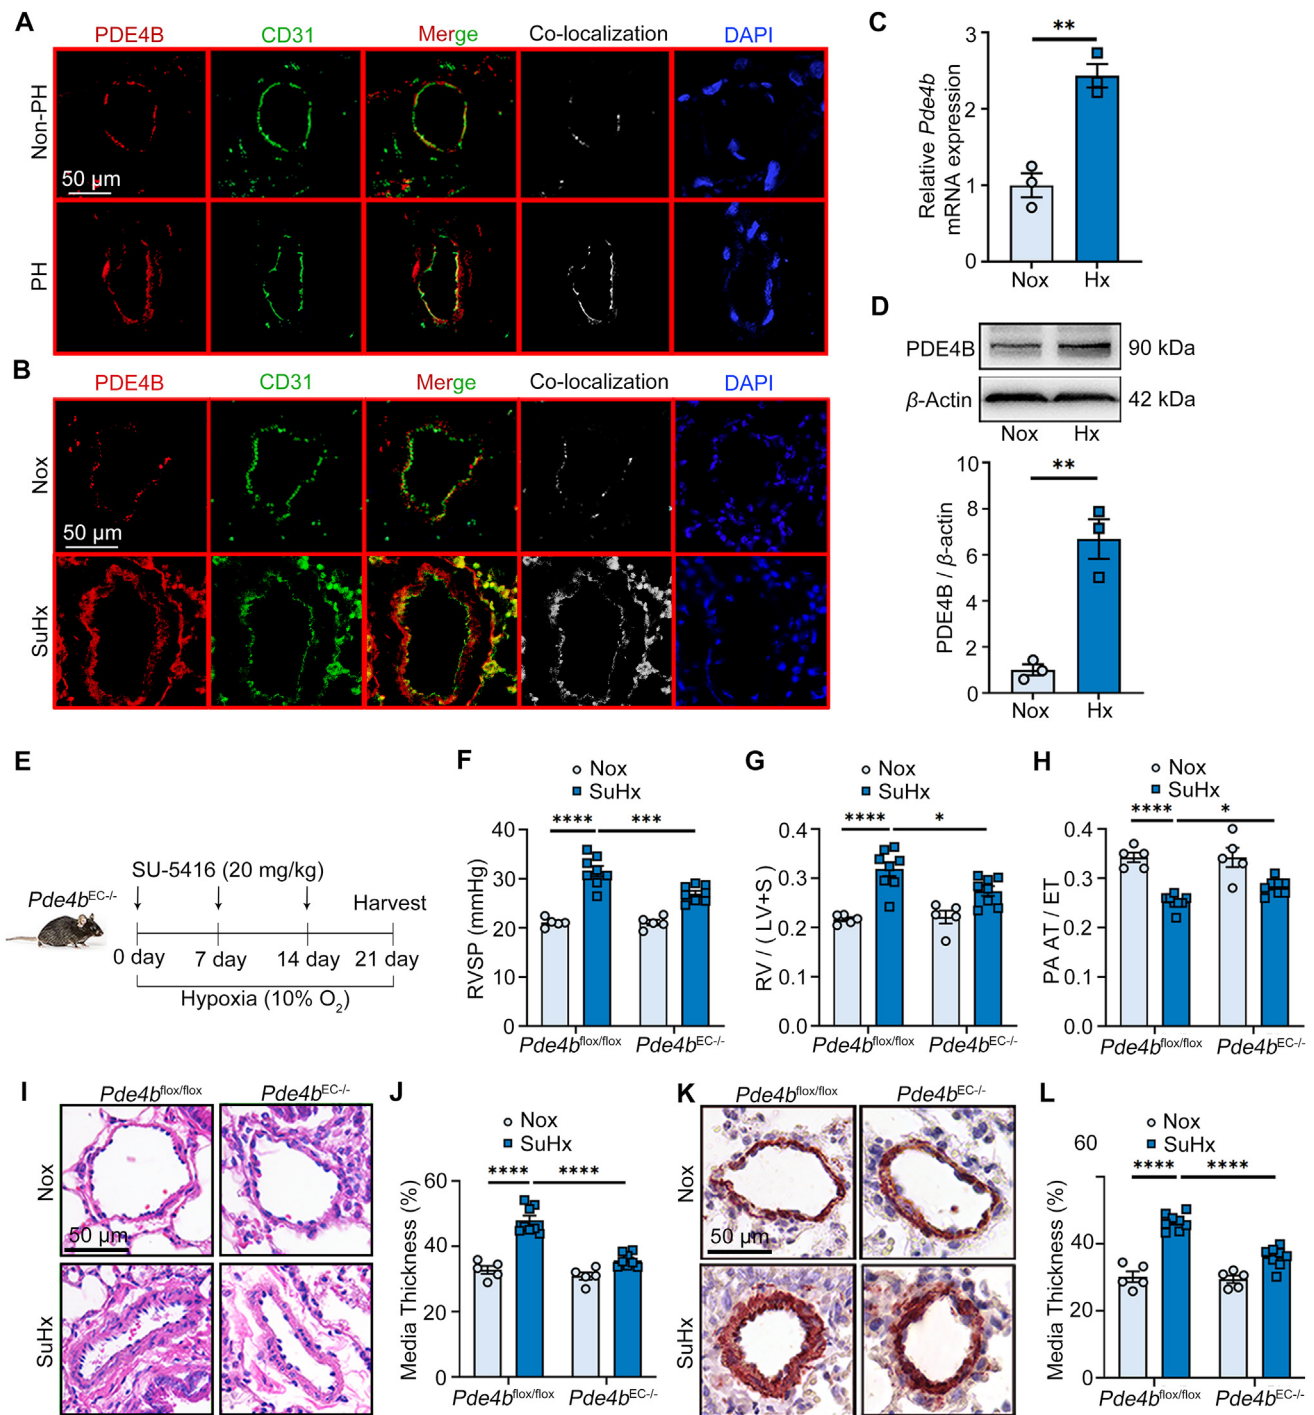 A
PDE4B CD31 Merge Co-localization DAPI
Non-PH
50 µm
PH
B
PDE4B CD31 Merge Co-localization DAPI
Nox
50 µm
SuHx
C
**
Relative Pde4b
mRNA expression
3
2
1
0
Nox Hx
D
PDE4B 90 kDa
β-Actin 42 kDa
Nox Hx
**
PDE4B / β-actin
10
8
6
4
2
0
Nox Hx
E
SU-5416 (20 mg/kg)
Pde4bEC-/- Harvest
0 day 7 day 14 day 21 day
Hypoxia (10% O2)
F
Nox
SuHx
**** ***
RVSP (mmHg)
40
30
20
10
0
Pde4bflox/flox Pde4bEC-/-
G
Nox
SuHx
**** *
RV / ( LV+S)
0.4
0.3
0.2
0.1
0.0
Pde4bflox/flox Pde4bEC-/-
H
Nox
SuHx
**** *
PA AT / ET
0.4
0.3
0.2
0.1
0.0
Pde4bflox/flox Pde4bEC-/-
I
Pde4bflox/flox Pde4bEC-/-
Nox
50 µm
SuHx
J
Nox
SuHx
**** ****
Media Thickness (%)
60
40
20
0
Pde4bflox/flox Pde4bEC-/-
K
Pde4bflox/flox Pde4bEC-/-
Nox
50 µm
SuHx
L
Nox
SuHx
60
**** ****
Media Thickness (%)
40
20
0
Pde4bflox/flox Pde4bEC-/-